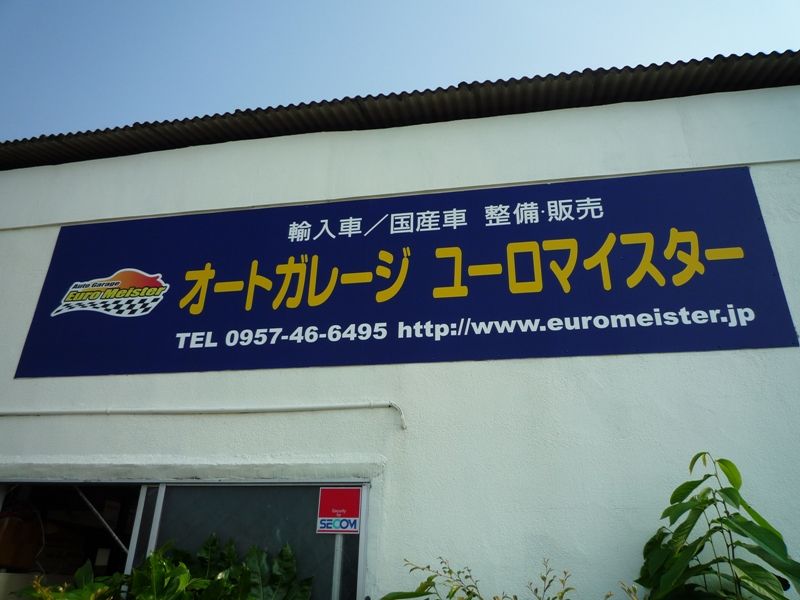 輸入車／国産車 整備・販売
Auto Garage
Euro Meister
オートガレージ ユーロマイスター
TEL 0957-46-6495 http://www.euromeister.jp
Security by
SECOM